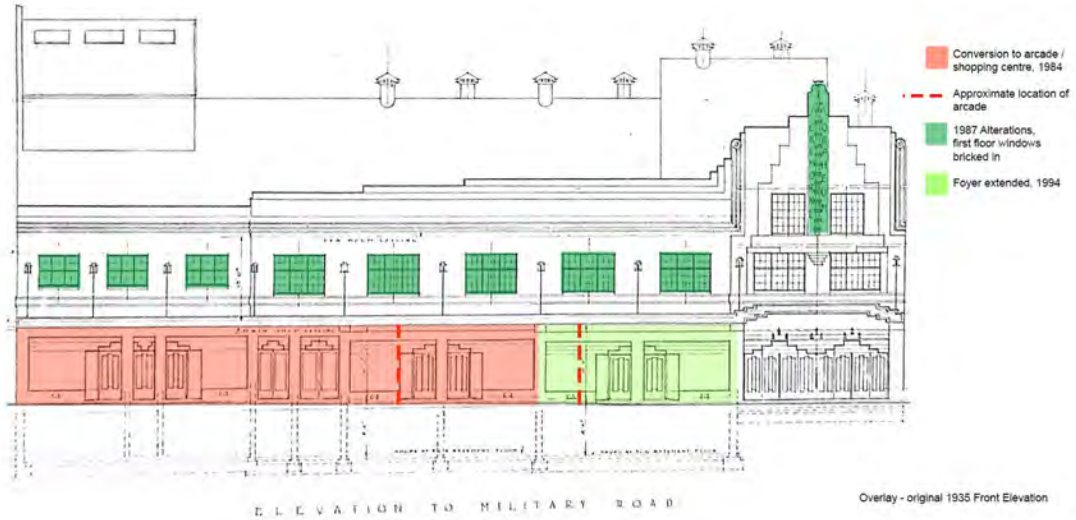 Conversion to arcade /
shopping centre, 1984
Approximate location of
arcade
1987 Alterations,
first floor windows
bricked in
Foyer extended, 1994
ELEVATION TO MILITARY ROAD
Overlay - original 1935 Front Elevation